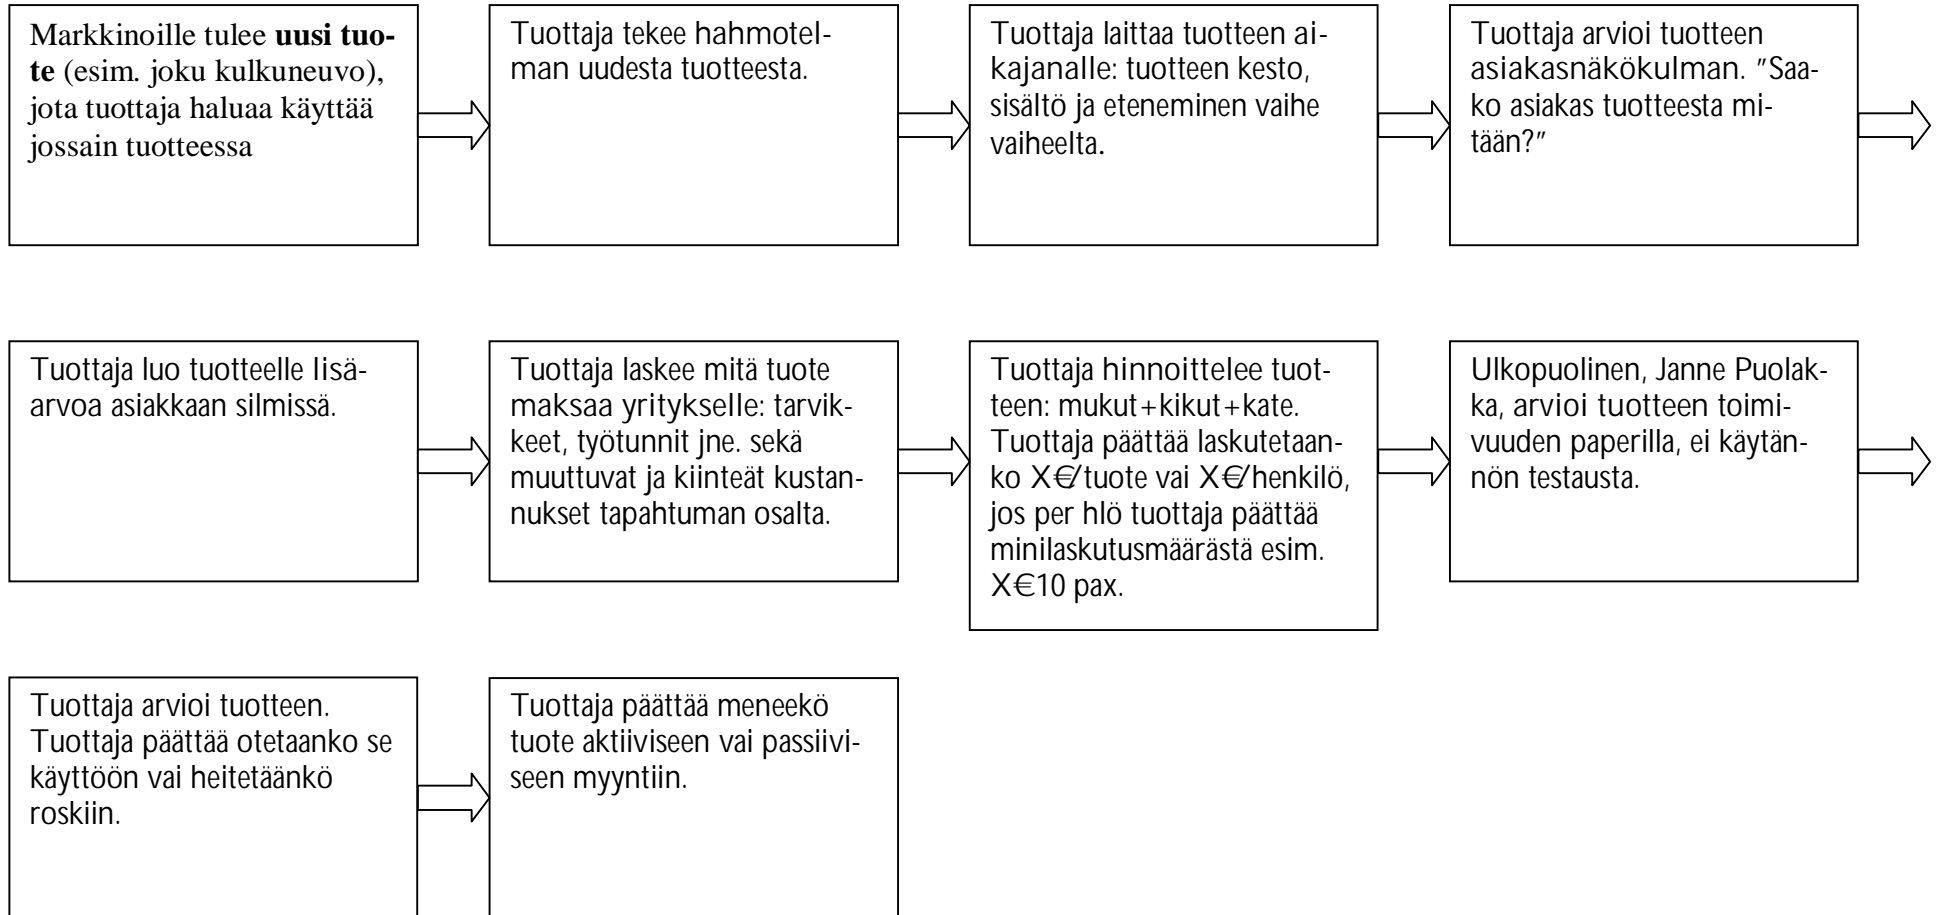 Markkinoille tulee uusi tuo-
te (esim. joku kulkuneuvo),
jota tuottaja haluaa käyttää
jossain tuotteessa
Tuottaja tekee hahmotel-
man uudesta tuotteesta.
Tuottaja laittaa tuotteen ai-
kajanalle: tuotteen kesto,
sisältö ja eteneminen vaihe
vaiheelta.
Tuottaja arvioi tuotteen
asiakasnäkökulman. ”Saa-
ko asiakas tuotteesta mi-
tään?”
Tuottaja luo tuotteelle lisä-
arvoa asiakkaan silmissä.
Tuottaja laskee mitä tuote
maksaa yritykselle: tarvik-
keet, työtunnit jne. sekä
muuttuvat ja kiinteät kustan-
nukset tapahtuman osalta.
Tuottaja hinnoittelee tuot-
teen: mukut+kikut+kate.
Tuottaja päättää laskutetaan-
ko X€/tuote vai X€/henkilö,
jos per hlö tuottaja päättää
minilaskutusmäärästä esim.
X€10 pax.
Ulkopuolinen, Janne Puolak-
ka, arvioi tuotteen toimi-
vuuden paperilla, ei käytän-
nön testausta.
Tuottaja arvioi tuotteen.
Tuottaja päättää otetaanko se
käyttöön vai heitetäänkö
roskiin.
Tuottaja päättää meneekö
tuote aktiiviseen vai passiivi-
seen myyntiin.